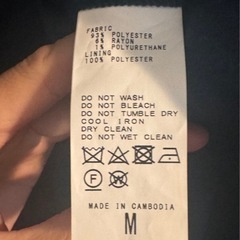 FABRIC
93% POLYESTER
6% RAYON
1% POLYURETHANE
LINING
100% POLYESTER
DO NOT WASH
DO NOT BLEACH
DO NOT TUMBLE DRY
COOL IRON
DRY CLEAN
DO NOT WET CLEAN
F W
MADE IN CAMBODIA
M